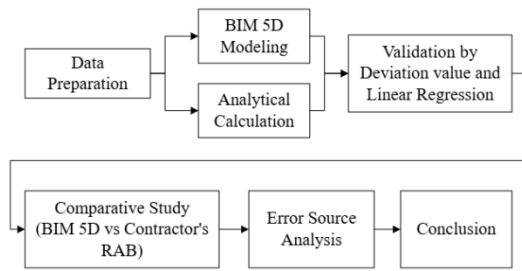 Data
Preparation
BIM 5D
Modeling
Analytical
Calculation
Validation by
Deviation value and
Linear Regression
Comparative Study
(BIM 5D vs Contractor's
RAB)
Error Source
Analysis
Conclusion